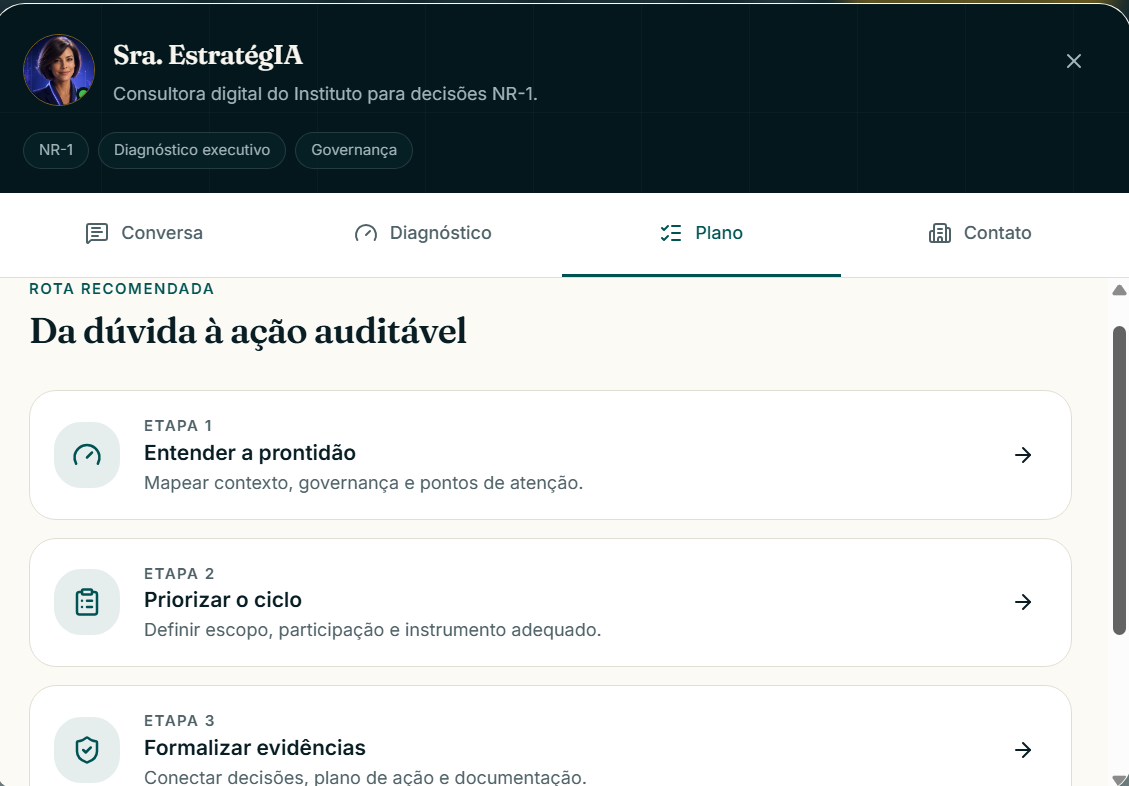 Sra. EstratégIA
Consultora digital do Instituto para decisões NR-1.
NR-1
Diagnóstico executivo
Governança
Conversa
Diagnóstico
Plano
Contato
ROTA RECOMENDADA
Da dúvida à ação auditável
ETAPA 1
Entender a prontidão
Mapear contexto, governança e pontos de atenção.
ETAPA 2
Priorizar o ciclo
Definir escopo, participação e instrumento adequado.
ETAPA 3
Formalizar evidências
Conectar decisões, plano de ação e documentação.